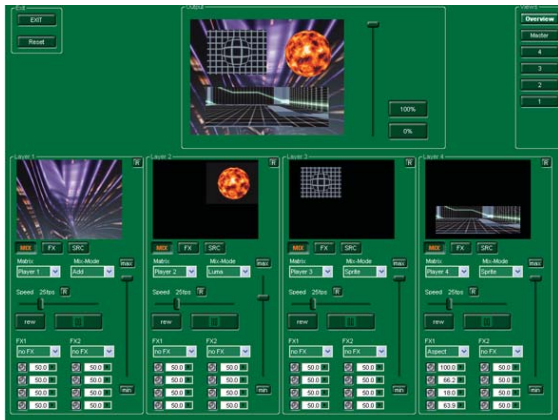 Exit
EXIT
Reset
Output
100%
0%
Views
Overview
Master
4
3
2
1
Layer 1
R
MIX
FX
SRC
Matrix
Mix-Mode
max
Player 1
Add
Speed 25fps R
rew
FX1
FX2
no FX
no FX
50.0 R 50.0 R
50.0 R 50.0 R
50.0 R 50.0 R
50.0 R 50.0 R
min
Layer 2
R
MIX
FX
SRC
Matrix
Mix-Mode
max
Player 2
Luma
Speed 25fps R
rew
FX1
FX2
no FX
no FX
50.0 R 50.0 R
50.0 R 50.0 R
50.0 R 50.0 R
50.0 R 50.0 R
min
Layer 3
R
MIX
FX
SRC
Matrix
Mix-Mode
max
Player 3
Sprite
Speed 25fps R
rew
FX1
FX2
no FX
no FX
50.0 R 50.0 R
50.0 R 50.0 R
50.0 R 50.0 R
50.0 R 50.0 R
min
Layer 4
R
MIX
FX
SRC
Matrix
Mix-Mode
max
Player 4
Sprite
Speed 25fps R
rew
FX1
FX2
Aspect
no FX
100.0 R 50.0 R
66.2 R 50.0 R
18.0 R 50.0 R
63.9 R 50.0 R
min